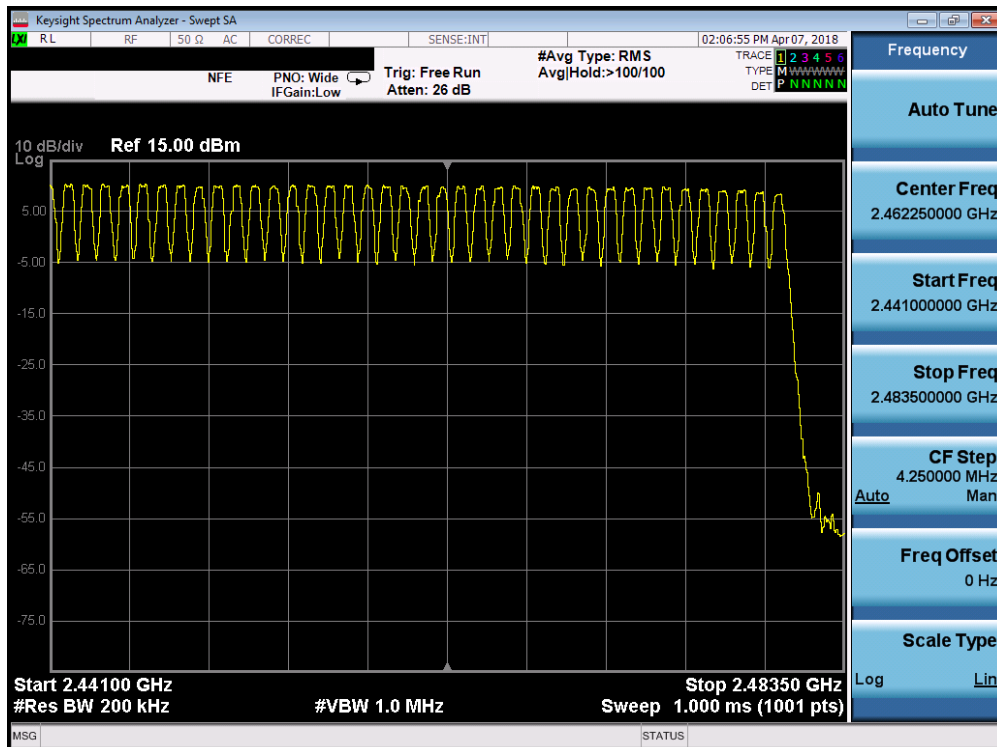 Keysight Spectrum Analyzer - Swept SA
LXI RL RF 50 Ω AC CORREC SENSE:INT 02:06:55 PM Apr 07, 2018
NFE PNO: Wide Trig: Free Run #Avg Type: RMS TRACE 1 2 3 4 5 6
IFGain:Low Atten: 26 dB Avg|Hold:>100/100 TYPE M WWWWW
DET P N N N N N
10 dB/div Ref 15.00 dBm
Log
5.00
-5.00
-15.0
-25.0
-35.0
-45.0
-55.0
-65.0
-75.0
Start 2.44100 GHz Stop 2.48350 GHz
#Res BW 200 kHz #VBW 1.0 MHz Sweep 1.000 ms (1001 pts)
MSG STATUS
Frequency
Auto Tune
Center Freq
2.462250000 GHz
Start Freq
2.441000000 GHz
Stop Freq
2.483500000 GHz
CF Step
4.250000 MHz
Auto Man
Freq Offset
0 Hz
Scale Type
Log Lin